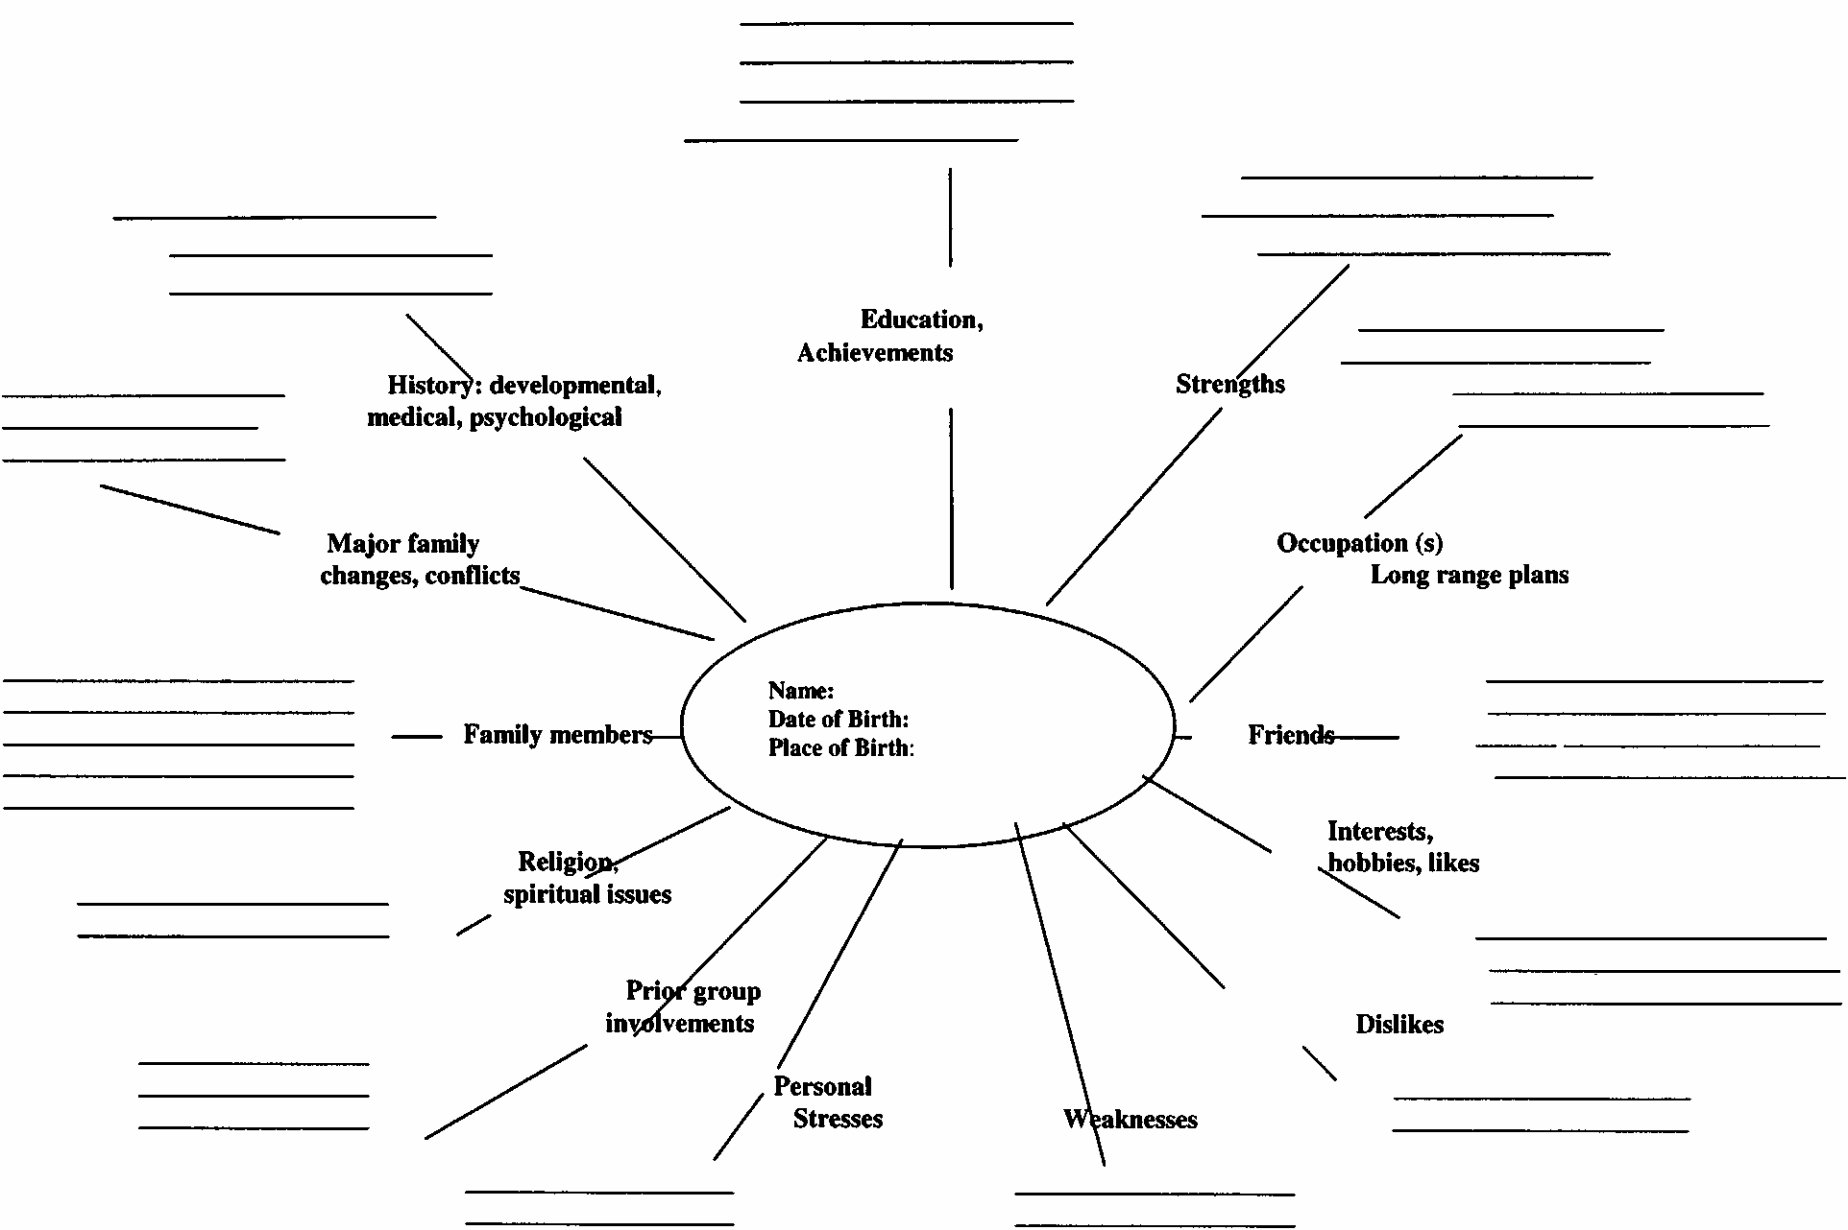 Education,
Achievements
History: developmental,
medical, psychological
Strengths
Major family
changes, conflicts
Occupation (s)
Long range plans
Name:
Date of Birth:
Place of Birth:
Family members
Friends
Interests,
hobbies, likes
Religion,
spiritual issues
Prior group
involvements
Dislikes
Personal
Stresses
Weaknesses